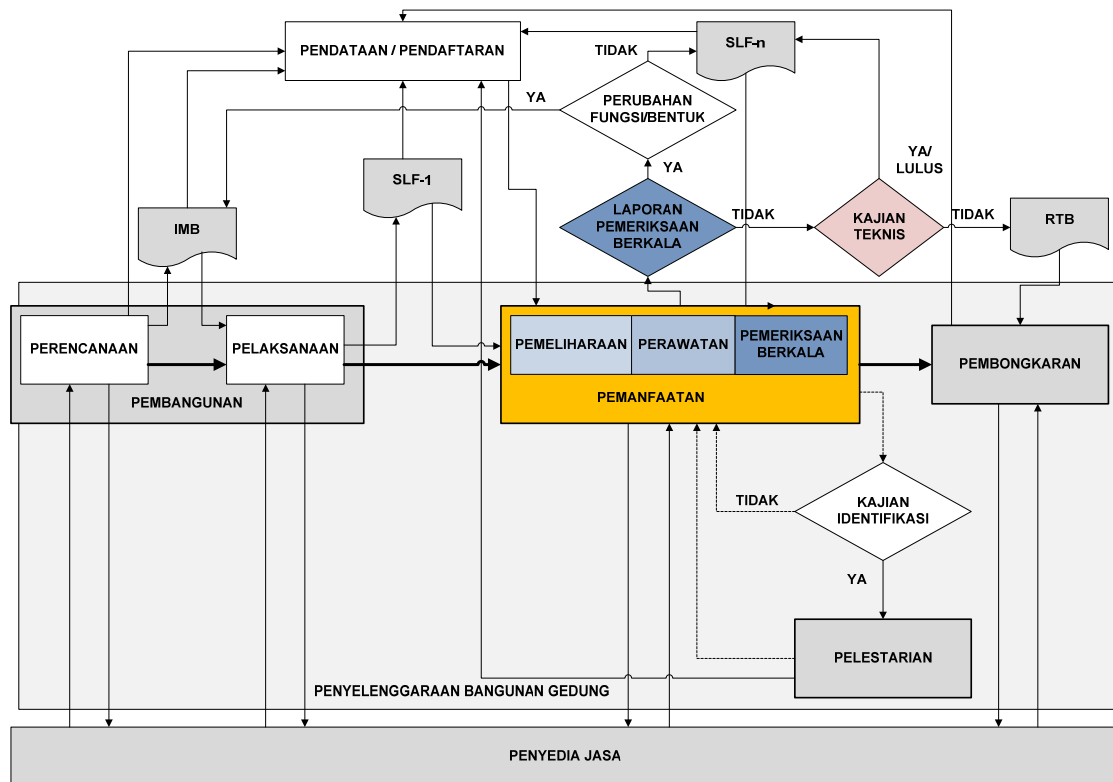 PENDATAAN / PENDAFTARAN
TIDAK
SLF-n
YA
PERUBAHAN
FUNGSI/BENTUK
YA/
LULUS
SLF-1
YA
IMB
LAPORAN
PEMERIKSAAN
BERKALA
TIDAK
KAJIAN
TEKNIS
TIDAK
RTB
PERENCANAAN
PELAKSANAAN
PEMBANGUNAN
PEMELIHARAAN
PERAWATAN
PEMERIKSAAN
BERKALA
PEMANFAATAN
PEMBONGKARAN
TIDAK
KAJIAN
IDENTIFIKASI
YA
PELESTARIAN
PENYELENGGARAAN BANGUNAN GEDUNG
PENYEDIA JASA